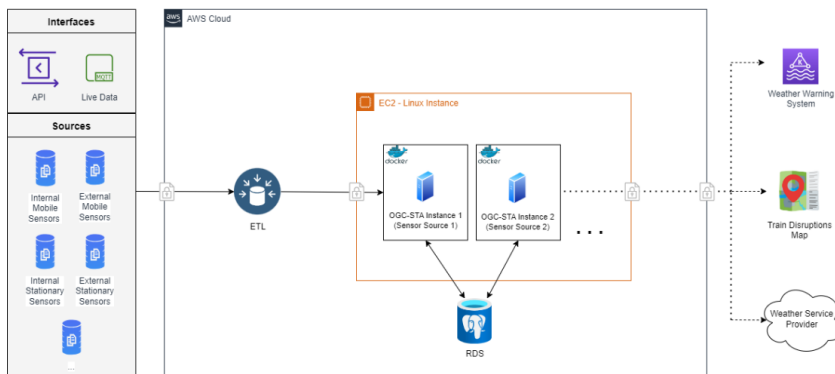 Interfaces
API
MQTT
Live Data
Sources
Internal
Mobile
Sensors
External
Mobile
Sensors
Internal
Stationary
Sensors
External
Stationary
Sensors
...
aws
AWS Cloud
ETL
EC2 - Linux Instance
docker
OGC-STA Instance 1
(Sensor Source 1)
docker
OGC-STA Instance 2
(Sensor Source 2)
...
RDS
Weather Warning
System
Train Disruptions
Map
Weather Service
Provider